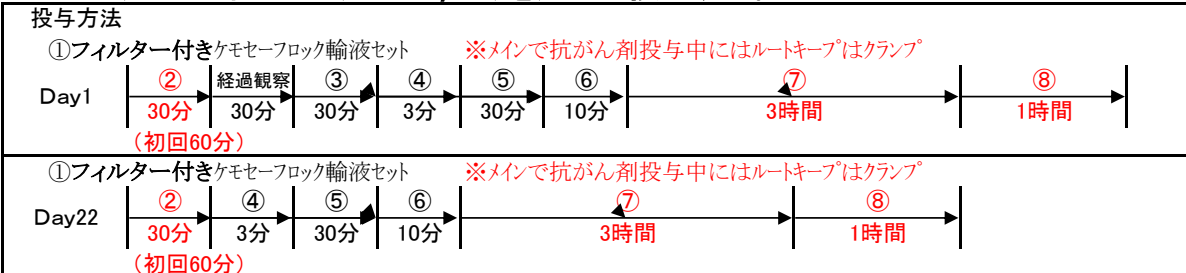 投与方法
①フィルター付きケモセーフロック輸液セット ※メインで抗がん剤投与中にはルートキープはクランプ
Day1 ② 経過観察 ③ ④ ⑤ ⑥ ⑦ ⑧
30分 30分 30分 3分 30分 10分 3時間 1時間
（初回60分）
①フィルター付きケモセーフロック輸液セット ※メインで抗がん剤投与中にはルートキープはクランプ
Day22 ② ④ ⑤ ⑥ ⑦ ⑧
30分 3分 30分 10分 3時間 1時間
（初回60分）